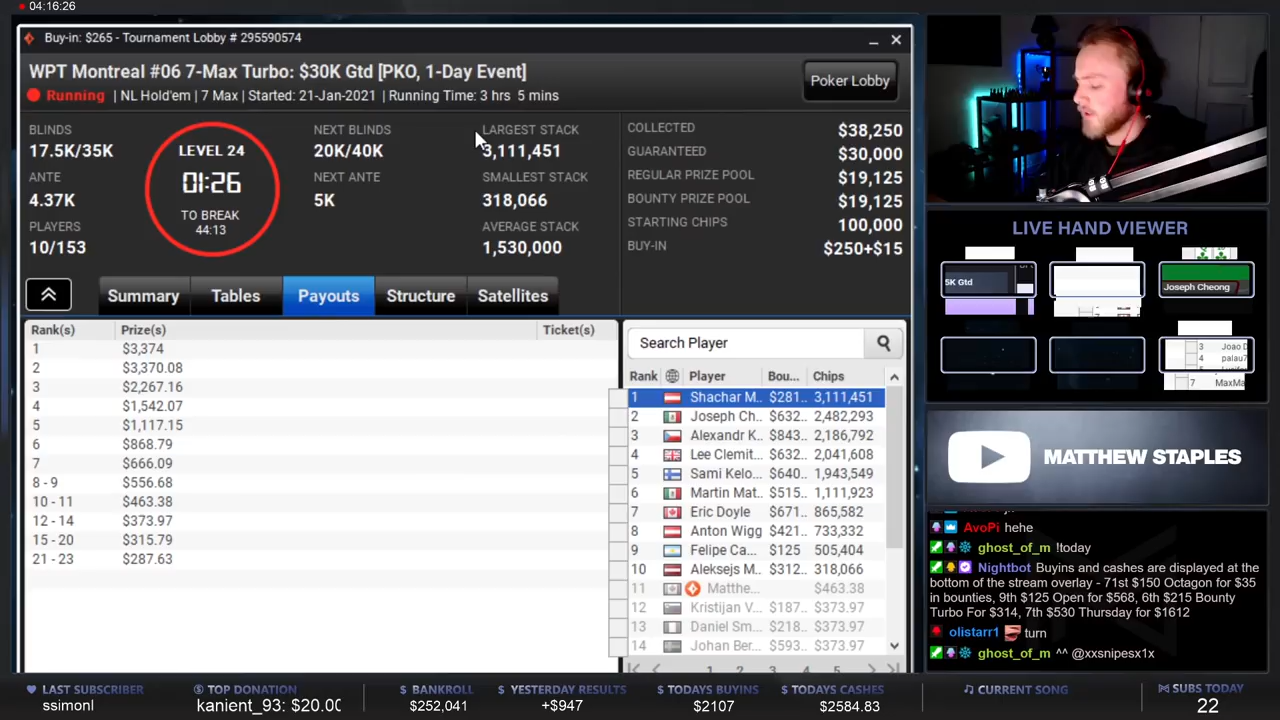 04:16:26
Buy-in: $265 - Tournament Lobby # 295590574
WPT Montreal #06 7-Max Turbo: $30K Gtd [PKO, 1-Day Event]
Poker Lobby
Running | NL Hold'em | 7 Max | Started: 21-Jan-2021 | Running Time: 3 hrs 5 mins
BLINDS
17.5K/35K
ANTE
4.37K
PLAYERS
10/153
LEVEL 24
01:26
TO BREAK
44:13
NEXT BLINDS
20K/40K
NEXT ANTE
5K
LARGEST STACK
3,111,451
SMALLEST STACK
318,066
AVERAGE STACK
1,530,000
COLLECTED $38,250
GUARANTEED $30,000
REGULAR PRIZE POOL $19,125
BOUNTY PRIZE POOL $19,125
STARTING CHIPS 100,000
BUY-IN $250+$15
Summary Tables Payouts Structure Satellites
Rank(s) Prize(s) Ticket(s)
1 $3,374
2 $3,370.08
3 $2,267.16
4 $1,542.07
5 $1,117.15
6 $868.79
7 $666.09
8 - 9 $556.68
10 - 11 $463.38
12 - 14 $373.97
15 - 20 $315.79
21 - 23 $287.63
Search Player
Rank Player Bou... Chips
1 Shachar M.. $281.. 3,111,451
2 Joseph Ch.. $632.. 2,482,293
3 Alexandr K.. $843.. 2,186,792
4 Lee Clemit.. $632.. 2,041,608
5 Sami Kelo... $640.. 1,943,549
6 Martin Mat.. $515.. 1,111,923
7 Eric Doyle $671.. 865,582
8 Anton Wigg $421.. 733,332
9 Felipe Ca... $125 505,404
10 Aleksejs M.. $312.. 318,066
11 Matthe... $463.38
12 Kristijan V.. $187.. $373.97
13 Daniel Sm... $218.. $373.97
14 Johan Ber... $593.. $373.97
1 2 3 4 5
LIVE HAND VIEWER
5K Gtd
Joseph Cheong
3 Joao D
4 palau7
7 MaxMa
MATTHEW STAPLES
AvoPi hehe
ghost_of_m !today
Nightbot Buyins and cashes are displayed at
the bottom of the stream overlay - 71st $150 Octagon for $35
in bounties, 9th $125 Open for $568, 6th $215 Bounty
Turbo For $314, 7th $530 Thursday for $1612
olistarr1 turn
ghost_of_m ^^ @xxsnipesx1x
LAST SUBSCRIBER
ssimonl
TOP DONATION
kanient_93: $20.00
BANKROLL
$252,041
YESTERDAY RESULTS
+$947
TODAYS BUYINS
$2107
TODAYS CASHES
$2584.83
CURRENT SONG
SUBS TODAY
22